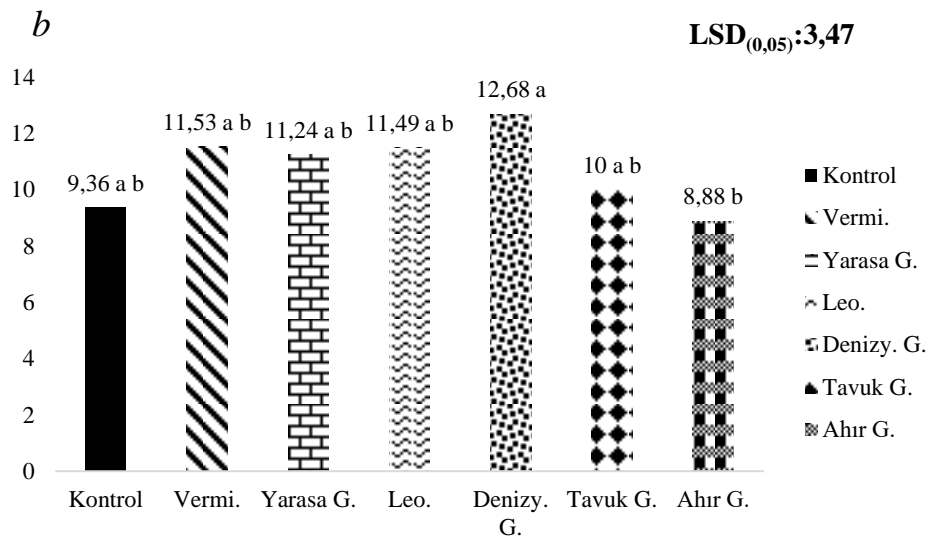 b
LSD(0,05):3,47
14
12
10
8
6
4
2
0
9,36 a b
11,53 a b
11,24 a b
11,49 a b
12,68 a
10 a b
8,88 b
Kontrol
Vermi.
Yarasa G.
Leo.
Denizy.
G.
Tavuk G.
Ahır G.
Kontrol
Vermi.
Yarasa G.
Leo.
Denizy. G.
Tavuk G.
Ahır G.